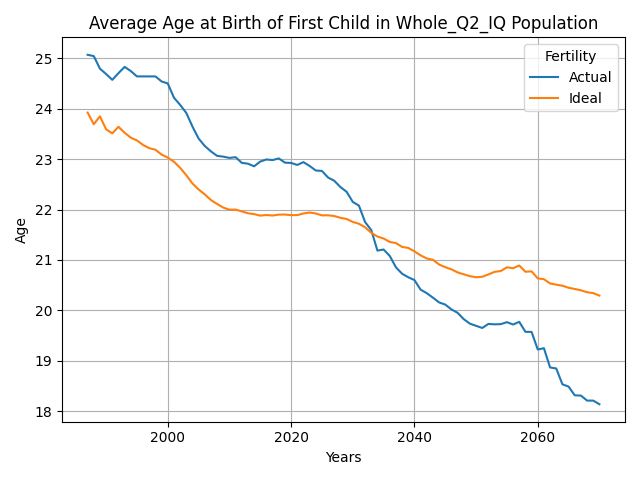 Average Age at Birth of First Child in Whole_Q2_IQ Population
Fertility
Actual
Ideal
25
24
23
22
21
20
19
18
Age
2000
2020
2040
2060
Years